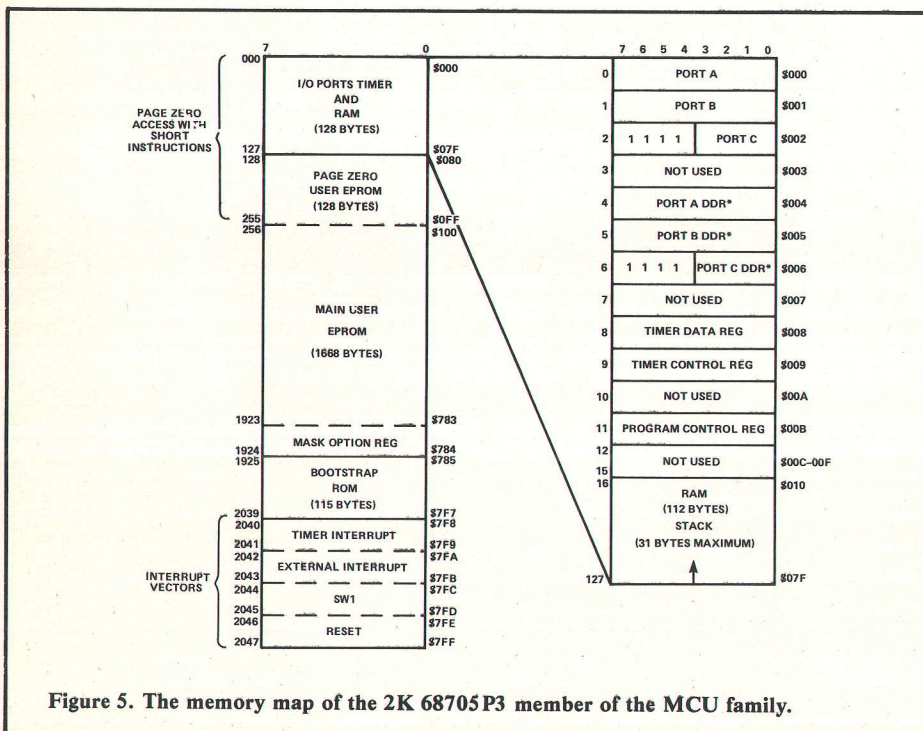 7 0
000 $000
I/O PORTS TIMER
AND
RAM
(128 BYTES)
PAGE ZERO
ACCESS WITH
SHORT
INSTRUCTIONS
127 $07F
128 $080
PAGE ZERO
USER EPROM
(128 BYTES)
255 $0FF
256 $100
MAIN USER
EPROM
(1668 BYTES)
1923 $783
MASK OPTION REG
1924 $784
1925 $785
BOOTSTRAP
ROM
(115 BYTES)
2039 $7F7
2040 $7F8
TIMER INTERRUPT
2041 $7F9
2042 $7FA
EXTERNAL INTERRUPT
INTERRUPT
VECTORS
2043 $7FB
2044 $7FC
SW1
2045 $7FD
2046 $7FE
RESET
2047 $7FF
7 6 5 4 3 2 1 0
0 PORT A $000
1 PORT B $001
2 1 1 1 1 PORT C $002
3 NOT USED $003
4 PORT A DDR* $004
5 PORT B DDR* $005
6 1 1 1 1 PORT C DDR* $006
7 NOT USED $007
8 TIMER DATA REG $008
9 TIMER CONTROL REG $009
10 NOT USED $00A
11 PROGRAM CONTROL REG $00B
12
NOT USED $00C-00F
15
16 $010
RAM
(112 BYTES)
STACK
(31 BYTES MAXIMUM)
127 $07F
Figure 5. The memory map of the 2K 68705P3 member of the MCU family.